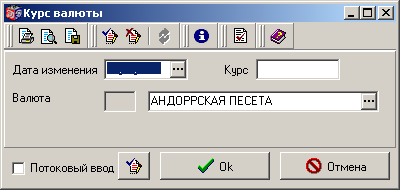 Курс валюты
Дата изменения Курс
Валюта АНДОРРСКАЯ ПЕСЕТА
Потоковый ввод Ok Отмена